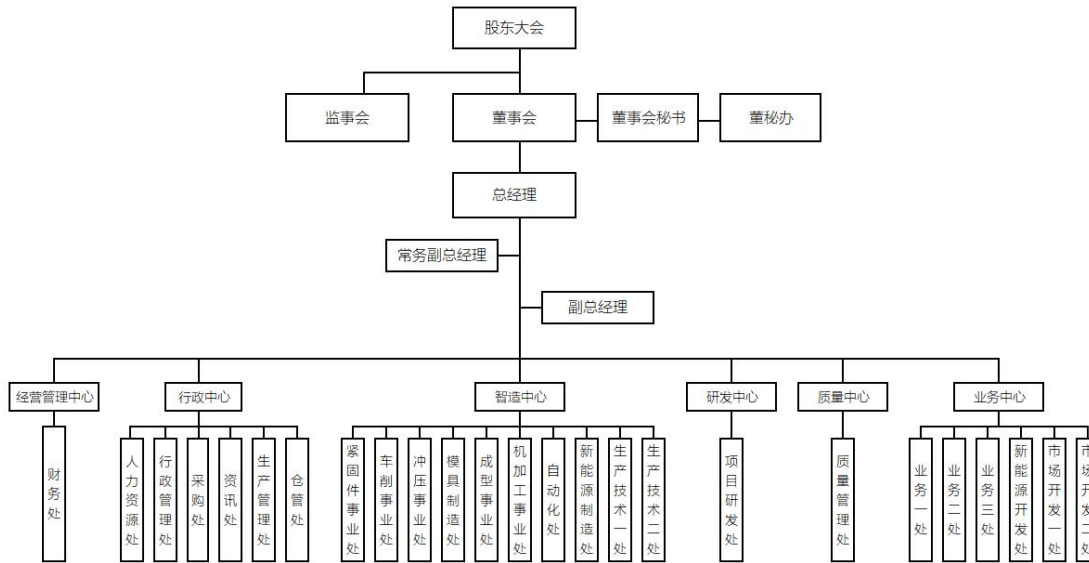 股东大会
监事会
董事会
董事会秘书
董秘办
总经理
常务副总经理
副总经理
经营管理中心
行政中心
智造中心
研发中心
质量中心
业务中心
财务处
人力资源处
行政管理处
采购处
资讯处
生产管理处
仓管处
紧固件事业处
车削事业处
冲压事业处
模具制造处
成型事业处
机加工事业处
自动化处
新能源制造处
生产技术一处
生产技术二处
项目研发处
质量管理处
业务一处
业务二处
业务三处
新能源开发处
市场开发一处
市场开发二处